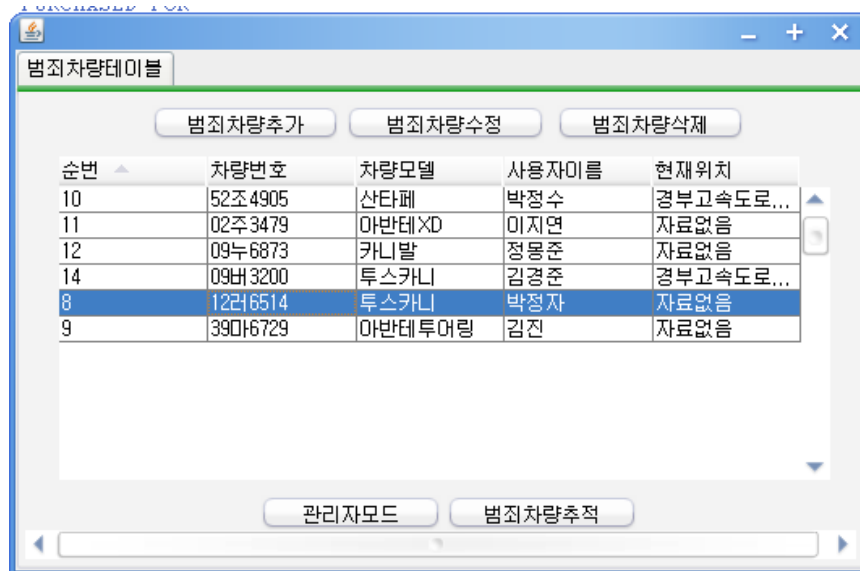 PURCHASED FOR
범죄차량테이블
범죄차량추가 범죄차량수정 범죄차량삭제
순번 차량번호 차량모델 사용자이름 현재위치
10 52조4905 산타페 박정수 경부고속도로...
11 02주3479 아반테XD 이지연 자료없음
12 09누6873 카니발 정몽준 자료없음
14 09버3200 투스카니 김경준 경부고속도로...
8 12러6514 투스카니 박정자 자료없음
9 39마6729 아반테투어링 김진 자료없음
관리자모드 범죄차량추적